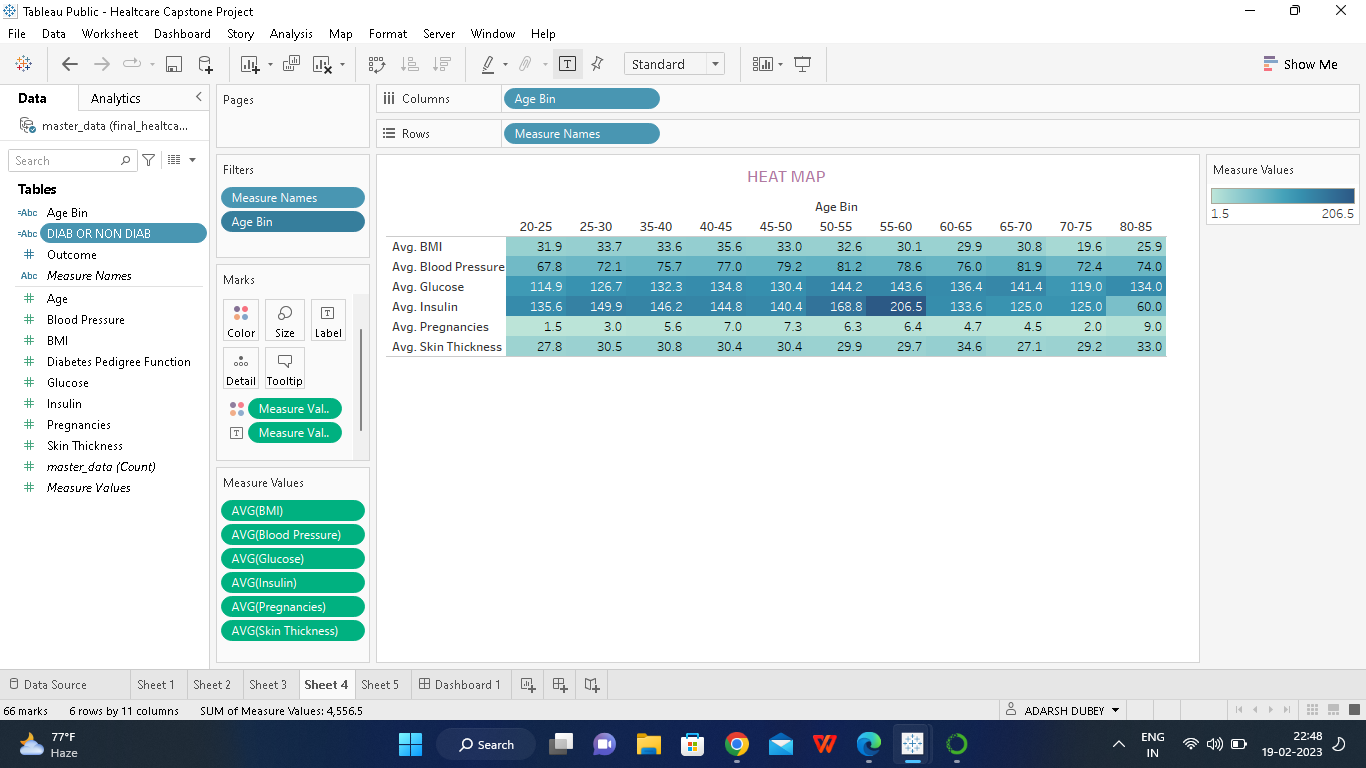 Tableau Public - Healtcare Capstone Project
File Data Worksheet Dashboard Story Analysis Map Format Server Window Help
Standard
Show Me
Data Analytics
master_data (final_healtca...
Search
Tables
=Abc Age Bin
=Abc DIAB OR NON DIAB
# Outcome
Abc Measure Names
# Age
# Blood Pressure
# BMI
# Diabetes Pedigree Function
# Glucose
# Insulin
# Pregnancies
# Skin Thickness
# master_data (Count)
# Measure Values
Pages
Filters
Measure Names
Age Bin
Marks
Color Size Label
Detail Tooltip
Measure Val..
Measure Val..
Measure Values
AVG(BMI)
AVG(Blood Pressure)
AVG(Glucose)
AVG(Insulin)
AVG(Pregnancies)
AVG(Skin Thickness)
Columns Age Bin
Rows Measure Names
HEAT MAP
Age Bin
20-25 25-30 35-40 40-45 45-50 50-55 55-60 60-65 65-70 70-75 80-85
Avg. BMI 31.9 33.7 33.6 35.6 33.0 32.6 30.1 29.9 30.8 19.6 25.9
Avg. Blood Pressure 67.8 72.1 75.7 77.0 79.2 81.2 78.6 76.0 81.9 72.4 74.0
Avg. Glucose 114.9 126.7 132.3 134.8 130.4 144.2 143.6 136.4 141.4 119.0 134.0
Avg. Insulin 135.6 149.9 146.2 144.8 140.4 168.8 206.5 133.6 125.0 125.0 60.0
Avg. Pregnancies 1.5 3.0 5.6 7.0 7.3 6.3 6.4 4.7 4.5 2.0 9.0
Avg. Skin Thickness 27.8 30.5 30.8 30.4 30.4 29.9 29.7 34.6 27.1 29.2 33.0
Measure Values
1.5 206.5
Data Source Sheet 1 Sheet 2 Sheet 3 Sheet 4 Sheet 5 Dashboard 1
66 marks 6 rows by 11 columns SUM of Measure Values: 4,556.5
ADARSH DUBEY
77°F
Haze
Search
ENG
IN
22:48
19-02-2023